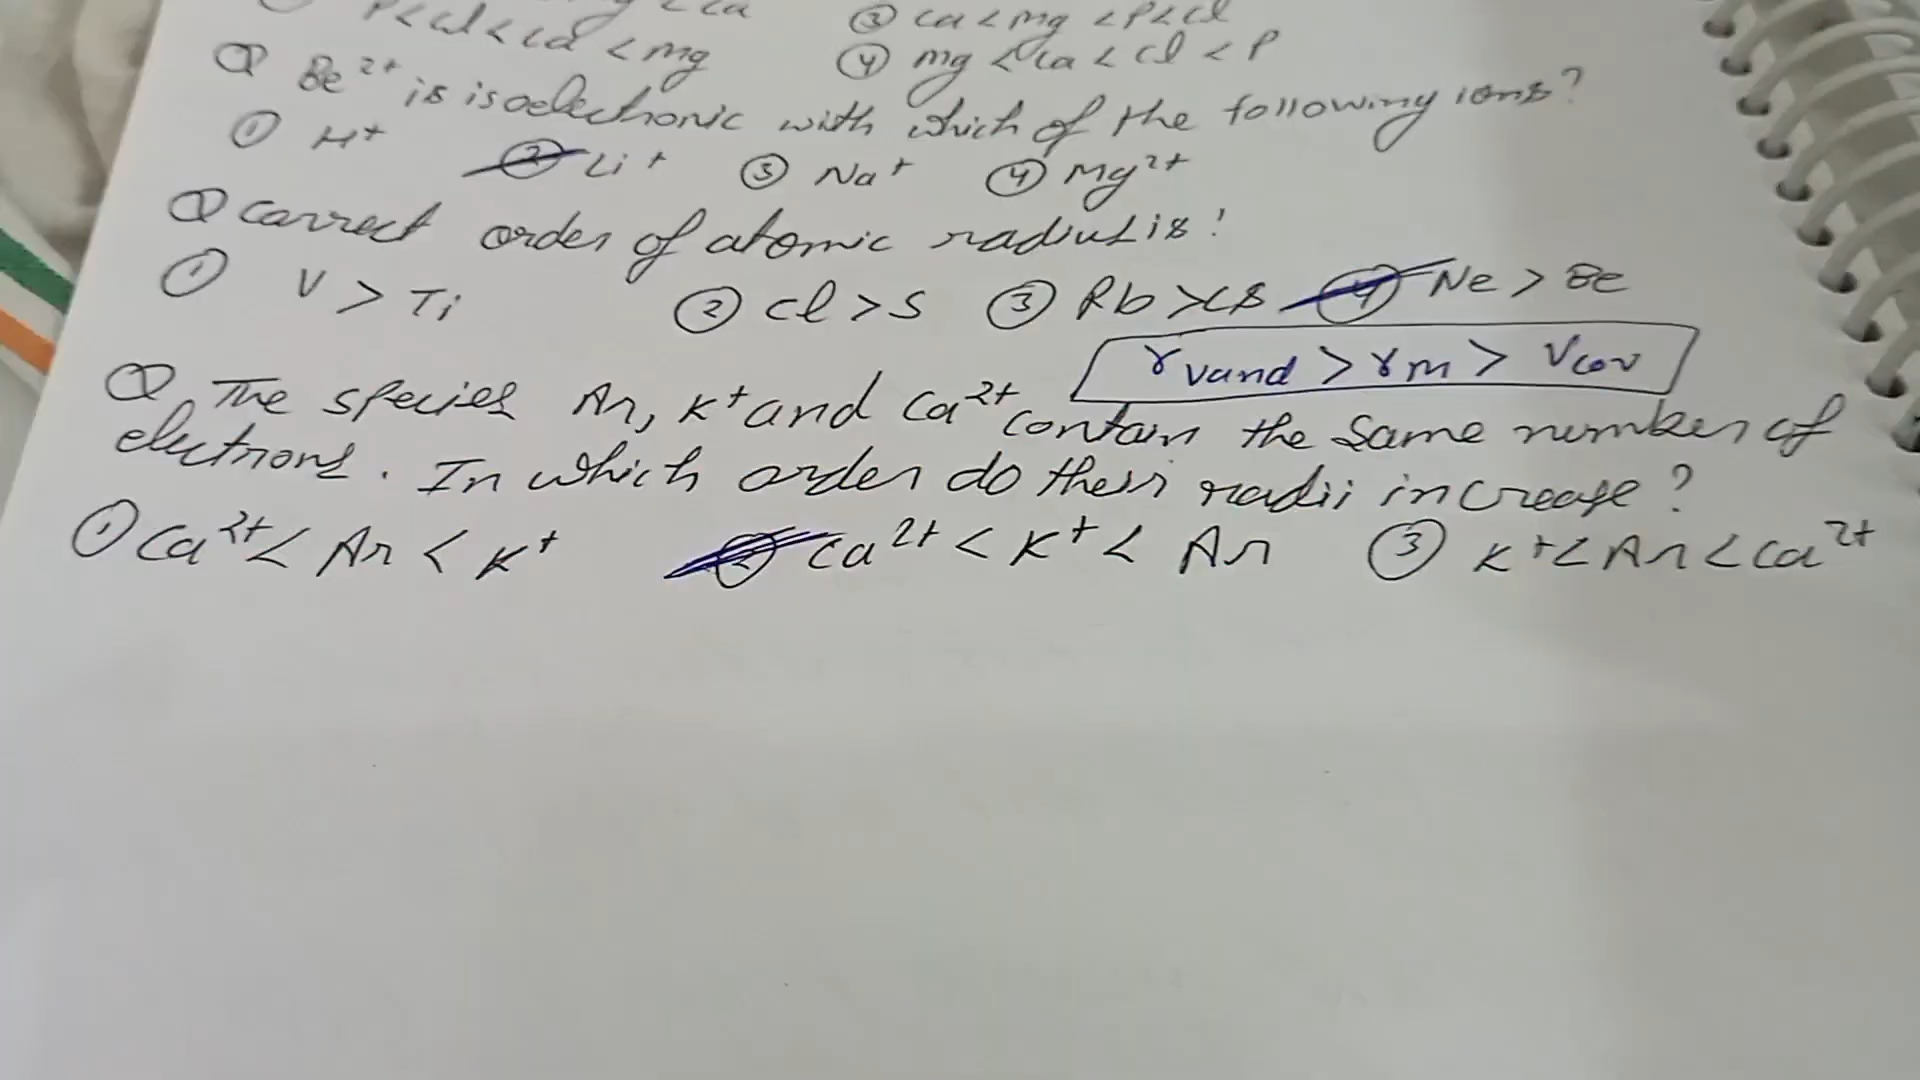 < Ca ③ Ca < Mg < P < Cl
P < Cl < Ca < Mg ④ Mg < Ca < Cl < P
Q Be²⁺ is isoelectronic with which of the following ions?
① H⁺ ② Li⁺ ③ Na⁺ ④ Mg²⁺
Q Correct order of atomic radius is!
① V > Ti ② Cl > S ③ Rb > Cs ④ Ne > Be
r vand > r m > V cov
Q, The species Ar, K⁺ and Ca²⁺ contain the same number of
electrons. In which order do their radii increase?
① Ca²⁺ < Ar < K⁺ ② Ca²⁺ < K⁺ < Ar ③ K⁺ < Ar < Ca²⁺